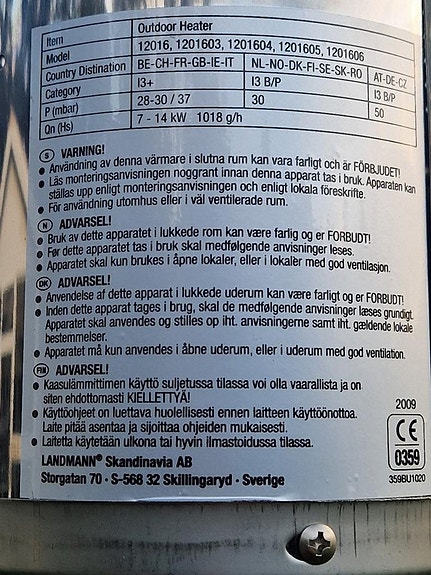 Item Outdoor Heater
Model 12016, 1201603, 1201604, 1201605, 1201606
Country Distination BE-CH-FR-GB-IE-IT NL-NO-DK-FI-SE-SK-RO AT-DE-CZ
Category I3+ I3 B/P I3 B/P
P (mbar) 28-30 / 37 30 50
Qn (Hs) 7 - 14 kW 1018 g/h
S VARNING!
• Användning av denna värmare i slutna rum kan vara farligt och är FÖRBJUDET!
• Läs monteringsanvisningen noggrant innan denna apparat tas i bruk. Apparaten kan
ställas upp enligt monteringsanvisningen och enligt lokala föreskrifte.
• För användning utomhus eller i väl ventilerade rum.
N ADVARSEL!
• Bruk av dette apparatet i lukkede rom kan være farlig og er FORBUDT!
• Før dette apparatet tas i bruk skal medfølgende anvisninger leses.
• Apparatet skal kun brukes i åpne lokaler, eller i lokaler med god ventilasjon.
DK ADVARSEL!
• Anvendelse af dette apparat i lukkede uderum kan være farligt og er FORBUDT!
• Inden dette apparat tages i brug, skal de medfølgende anvisninger læses grundigt.
Apparatet skal anvendes og stilles op iht. anvisningerne samt iht. gældende lokale
bestemmelser.
• Apparatet må kun anvendes i åbne uderum, eller i uderum med god ventilation.
FIN ADVARSEL!
• Kaasulämmittimen käyttö suljetussa tilassa voi olla vaarallista ja on
siten ehdottomasti KIELLETTYÄ!
• Käyttöohjeet on luettava huolellisesti ennen laitteen käyttöönottoa.
Laite pitää asentaa ja sijoittaa ohjeiden mukaisesti.
• Laitetta käytetään ulkona tai hyvin ilmastoidussa tilassa.
LANDMANN® Skandinavia AB
Storgatan 70 · S-568 32 Skillingaryd · Sverige
2009
CE
0359
359BU1020